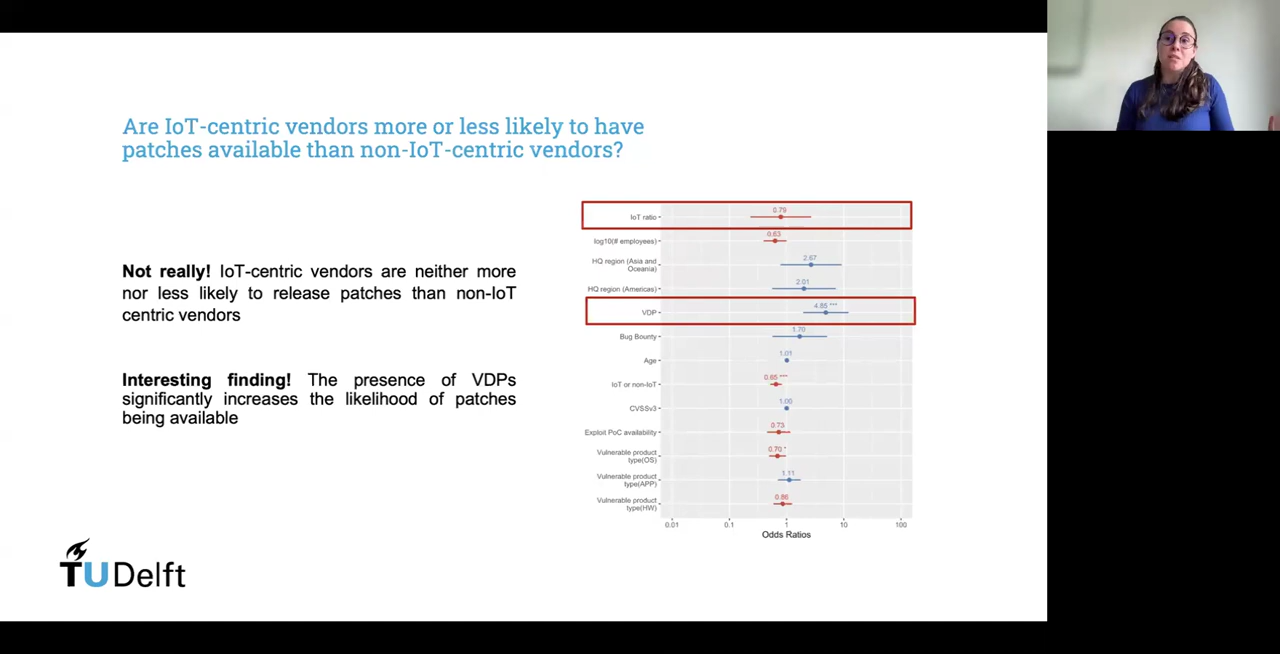 Are IoT-centric vendors more or less likely to have
patches available than non-IoT-centric vendors?
Not really! IoT-centric vendors are neither more
nor less likely to release patches than non-IoT
centric vendors
Interesting finding! The presence of VDPs
significantly increases the likelihood of patches
being available
IoT ratio
0.79
log10(# employees)
0.63
HQ region (Asia and
Oceania)
2.67
HQ region (Americas)
2.01
VDP
4.85 ***
Bug Bounty
1.70
Age
1.01
IoT or non-IoT
0.65 ***
CVSSv3
1.00
Exploit PoC availability
0.73
Vulnerable product
type(OS)
0.70 *
Vulnerable product
type(APP)
1.11
Vulnerable product
type(HW)
0.86
0.01 0.1 1 10 100
Odds Ratios
TUDelft